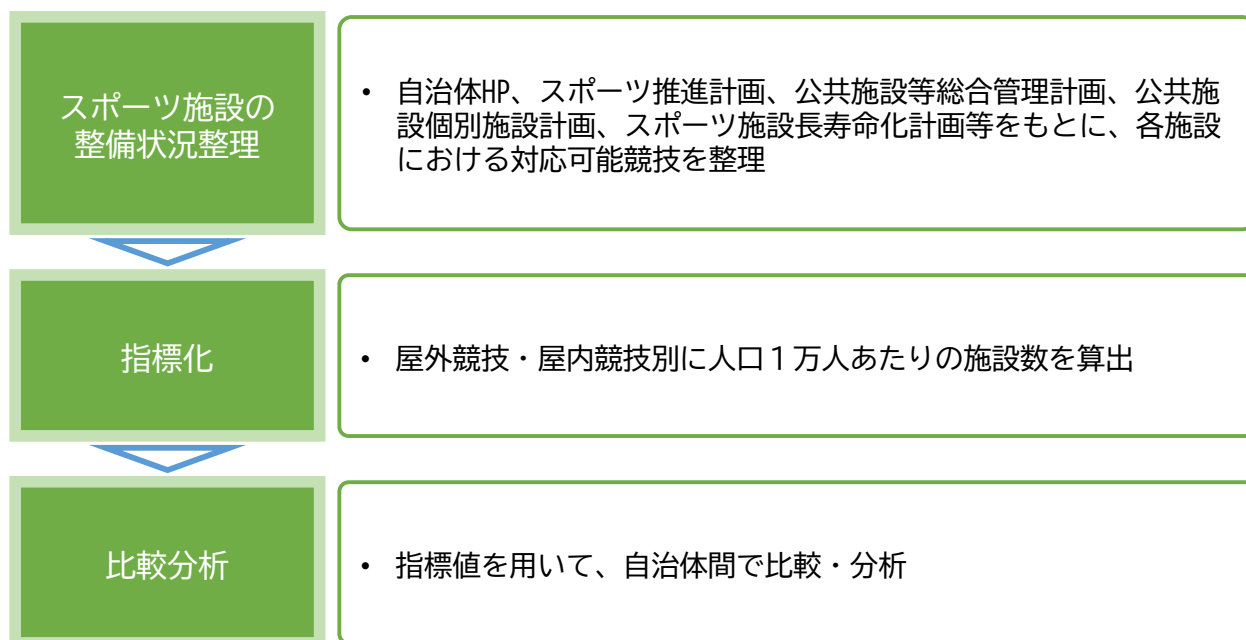 スポーツ施設の
整備状況整理
• 自治体HP、スポーツ推進計画、公共施設等総合管理計画、公共施
設個別施設計画、スポーツ施設長寿命化計画等をもとに、各施設
における対応可能競技を整理
指標化
• 屋外競技・屋内競技別に人口１万人あたりの施設数を算出
比較分析
• 指標値を用いて、自治体間で比較・分析